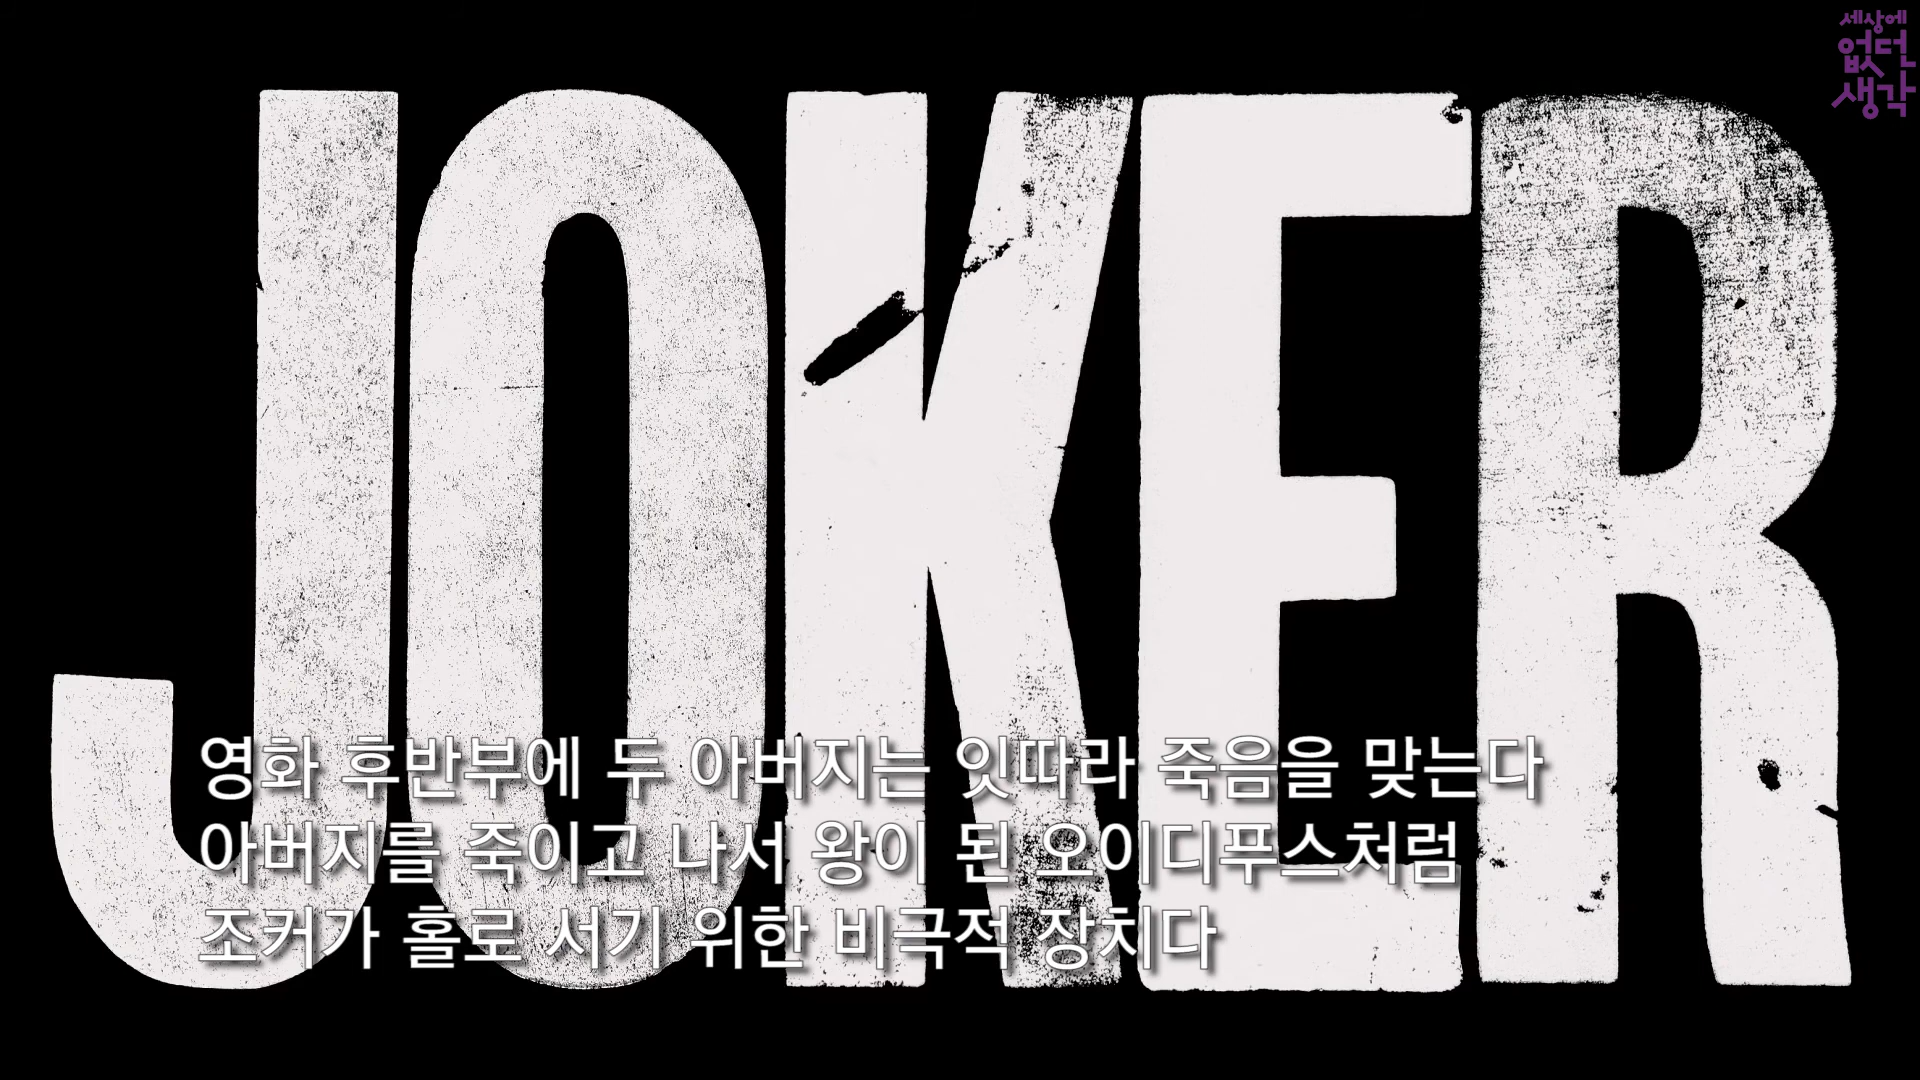 세상에
없던
생각
JOKER
영화 후반부에 두 아버지는 잇따라 죽음을 맞는다
아버지를 죽이고 나서 왕이 된 오이디푸스처럼
조커가 홀로 서기 위한 비극적 장치다